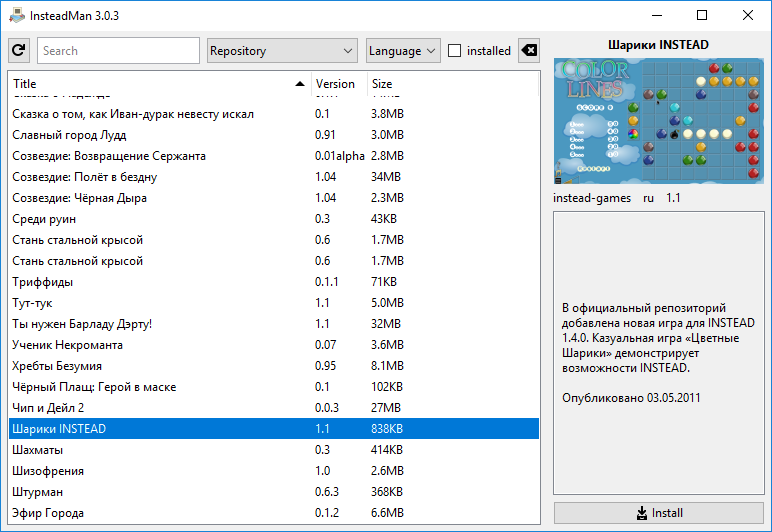 InsteadMan 3.0.3
Search
Repository
Language
installed
Title Version Size
Сказка о том, как Иван-дурак невесту искал 0.1 3.8MB
Славный город Лудд 0.91 3.0MB
Созвездие: Возвращение Сержанта 0.01alpha 2.8MB
Созвездие: Полёт в бездну 1.04 34MB
Созвездие: Чёрная Дыра 1.04 2.3MB
Среди руин 0.3 43KB
Стань стальной крысой 0.6 1.7MB
Стань стальной крысой 0.6 1.7MB
Триффиды 0.1.1 71KB
Тут-тук 1.1 5.0MB
Ты нужен Барладу Дэрту! 1.1 32MB
Ученик Некроманта 0.07 3.6MB
Хребты Безумия 0.95 8.1MB
Чёрный Плащ: Герой в маске 0.1 102KB
Чип и Дейл 2 0.0.3 27MB
Шарики INSTEAD 1.1 838KB
Шахматы 0.3 414KB
Шизофрения 1.0 2.6MB
Штурман 0.6.3 368KB
Эфир Города 0.1.2 6.6MB
Шарики INSTEAD
COLOR
LINES
SCORE 0
RESTART
instead-games ru 1.1
В официальный репозиторий
добавлена новая игра для INSTEAD
1.4.0. Казуальная игра «Цветные
Шарики» демонстрирует
возможности INSTEAD.
Опубликовано 03.05.2011
Install